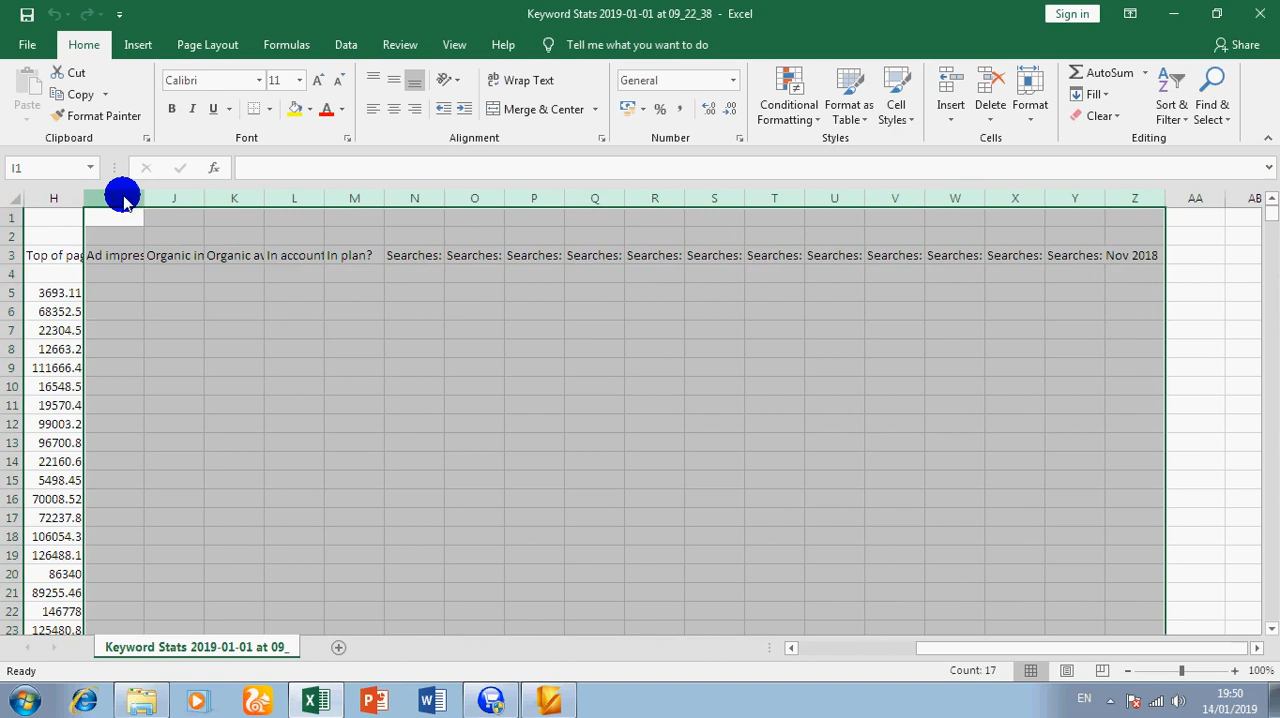 Keyword Stats 2019-01-01 at 09_22_38 - Excel
Sign in
File Home Insert Page Layout Formulas Data Review View Help Tell me what you want to do Share
Paste
Cut
Copy
Format Painter
Clipboard
Calibri 11
B I U
Font
Wrap Text
Merge & Center
Alignment
General
Number
Conditional Formatting
Format as Table
Cell Styles
Styles
Insert Delete Format
Cells
AutoSum
Fill
Clear
Sort & Filter
Find & Select
Editing
I1
fx
H J K L M N O P Q R S T U V W X Y Z AA AB
1
2
3 Top of pag Ad impres Organic in Organic av In account In plan? Searches: Searches: Searches: Searches: Searches: Searches: Searches: Searches: Searches: Searches: Searches: Searches: Nov 2018
4
5 3693.11
6 68352.5
7 22304.5
8 12663.2
9 111666.4
10 16548.5
11 19570.4
12 99003.2
13 96700.8
14 22160.6
15 5498.45
16 70008.52
17 72237.8
18 106054.3
19 126488.1
20 86340
21 89255.46
22 146778
23 125480.8
Keyword Stats 2019-01-01 at 09_
Ready Count: 17 100%
EN 19:50
14/01/2019